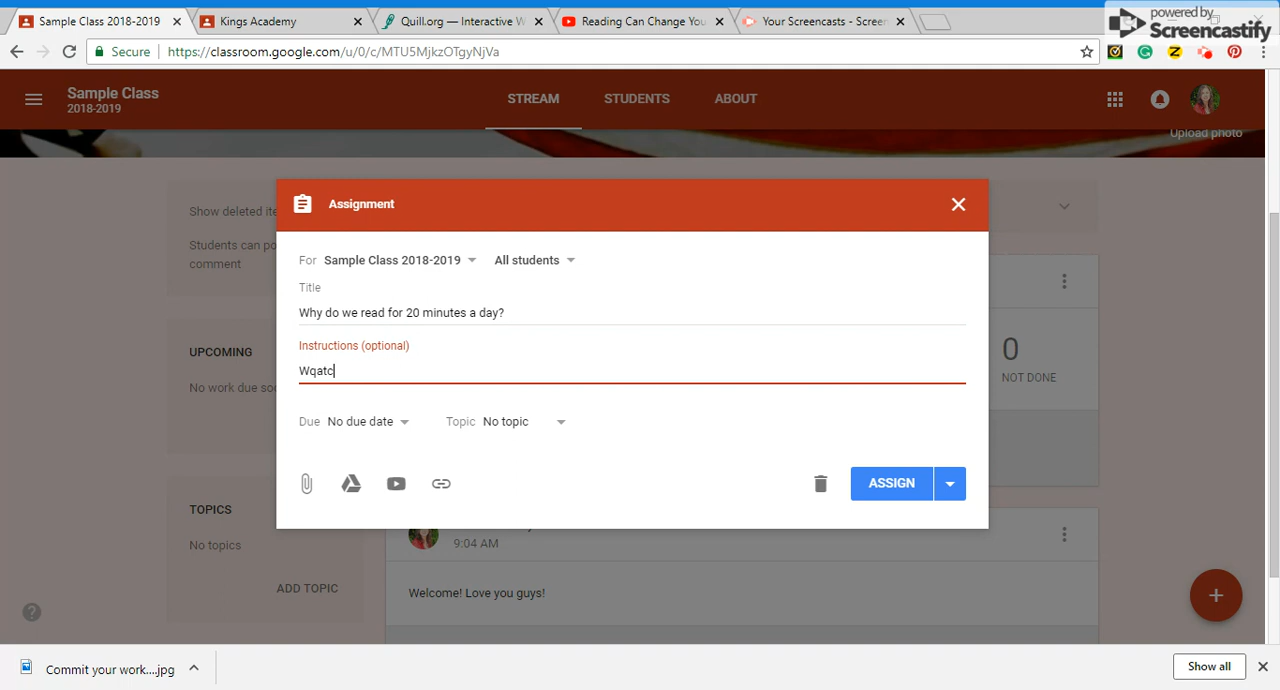 Sample Class 2018-2019
Kings Academy
Quill.org — Interactive W
Reading Can Change You
Your Screencasts - Screen
powered by
Screencastify
Secure
https://classroom.google.com/u/0/c/MTU5MjkzOTgyNjVa
Sample Class
2018-2019
STREAM
STUDENTS
ABOUT
Upload photo
Show deleted ite
Students can po
comment
Assignment
For Sample Class 2018-2019 All students
Title
Why do we read for 20 minutes a day?
Instructions (optional)
Wqatc
Due No due date Topic No topic
ASSIGN
UPCOMING
No work due soo
0
NOT DONE
TOPICS
No topics
ADD TOPIC
9:04 AM
Welcome! Love you guys!
Commit your work....jpg
Show all